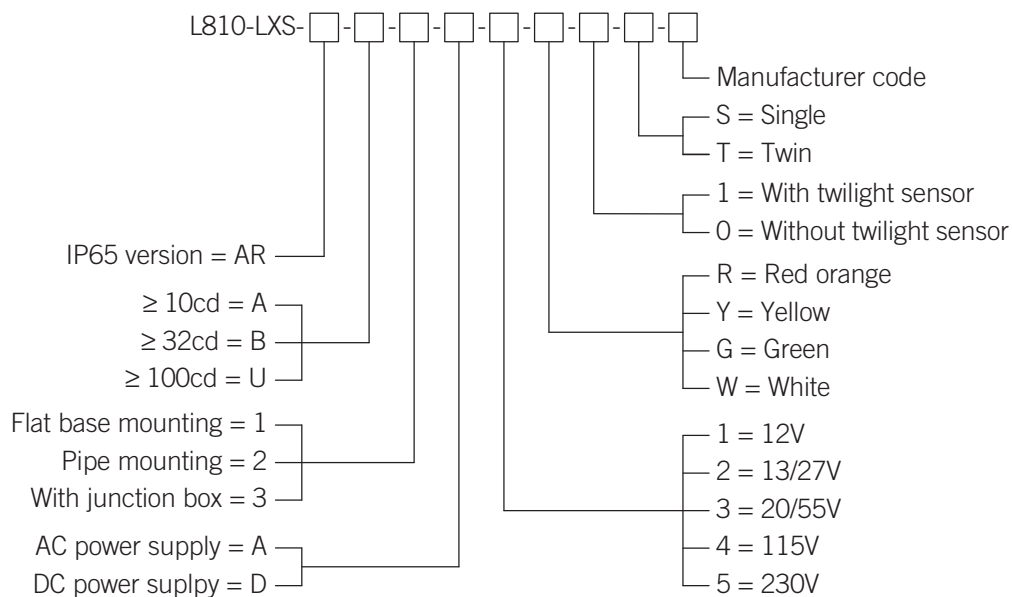 L810-LXS- - - - - - - - -
Manufacturer code
S = Single
T = Twin
1 = With twilight sensor
0 = Without twilight sensor
IP65 version = AR
R = Red orange
Y = Yellow
G = Green
W = White
≥ 10cd = A
≥ 32cd = B
≥ 100cd = U
Flat base mounting = 1
Pipe mounting = 2
With junction box = 3
1 = 12V
2 = 13/27V
3 = 20/55V
4 = 115V
5 = 230V
AC power supply = A
DC power suplpy = D